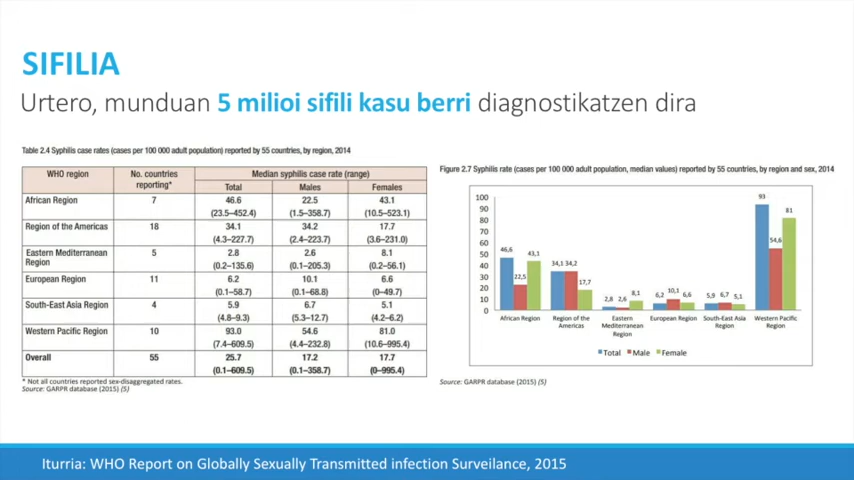 SIFILIA
Urtero, munduan 5 milioi sifili kasu berri diagnostikatzen dira
Table 2.4 Syphilis case rates (cases per 100 000 adult population) reported by 55 countries, by region, 2014
WHO region No. countries reporting* Median syphilis case rate (range)
Total Males Females
African Region 7 46.6 22.5 43.1
(23.5–452.4) (1.5–358.7) (10.5–523.1)
Region of the Americas 18 34.1 34.2 17.7
(4.3–227.7) (2.4–223.7) (3.6–231.0)
Eastern Mediterranean 5 2.8 2.6 8.1
Region (0.2–135.6) (0.1–205.3) (0.2–56.1)
European Region 11 6.2 10.1 6.6
(0.1–58.7) (0.1–68.8) (0–49.7)
South-East Asia Region 4 5.9 6.7 5.1
(4.8–9.3) (5.3–12.7) (4.2–6.2)
Western Pacific Region 10 93.0 54.6 81.0
(7.4–609.5) (4.4–232.8) (10.6–995.4)
Overall 55 25.7 17.2 17.7
(0.1–609.5) (0.1–358.7) (0–995.4)
* Not all countries reported sex-disaggregated rates.
Source: GARPR database (2015) (5)
Figure 2.7 Syphilis rate (cases per 100 000 adult population, median values) reported by 55 countries, by region and sex, 2014
100
90
80
70
60
50
40
30
20
10
0
46,6 22,5 43,1
34,1 34,2 17,7
2,8 2,6 8,1
6,2 10,1 6,6
5,9 6,7 5,1
93 54,6 81
African Region
Region of the
Americas
Eastern
Mediterranean
Region
European Region
South-East Asia
Region
Western Pacific
Region
Total Male Female
Source: GARPR database (2015) (5)
Iturria: WHO Report on Globally Sexually Transmitted infection Surveilance, 2015